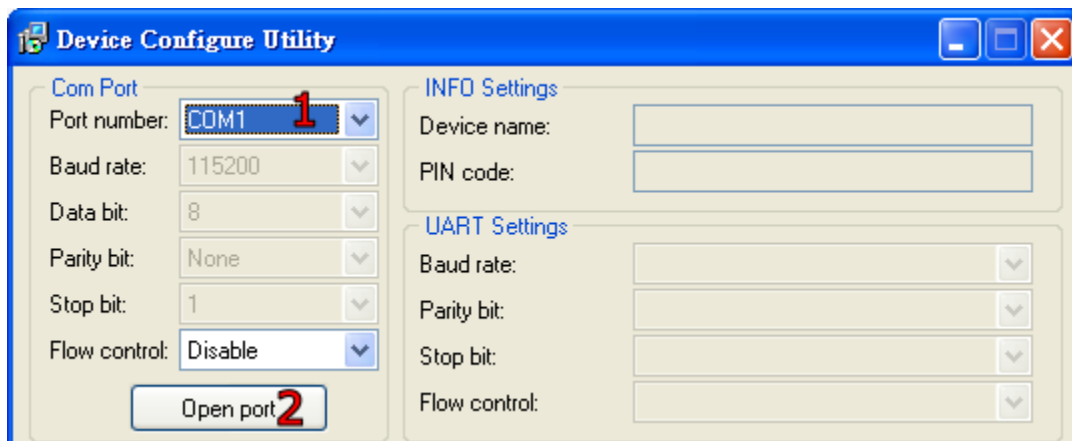 Device Configure Utility
Com Port
Port number: COM1 1
Baud rate: 115200
Data bit: 8
Parity bit: None
Stop bit: 1
Flow control: Disable
Open port 2
INFO Settings
Device name:
PIN code:
UART Settings
Baud rate:
Parity bit:
Stop bit:
Flow control: